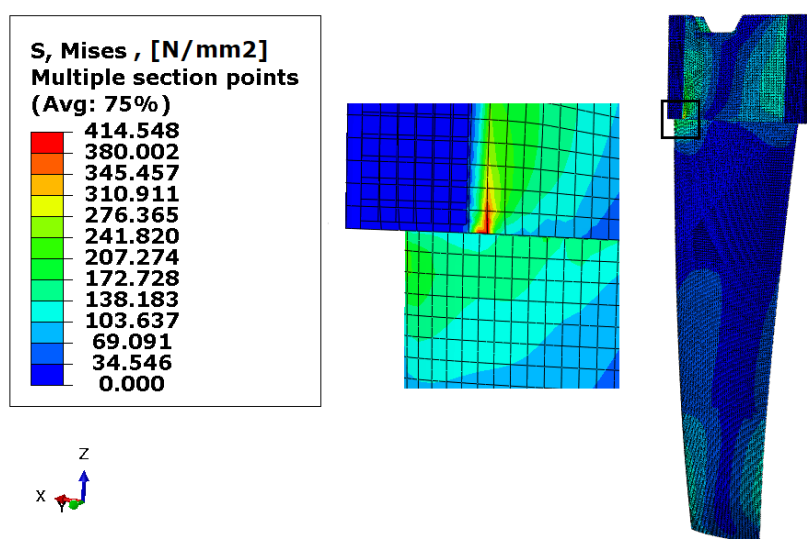 S, Mises , [N/mm2]
Multiple section points
(Avg: 75%)
414.548
380.002
345.457
310.911
276.365
241.820
207.274
172.728
138.183
103.637
69.091
34.546
0.000
Z
X
Y